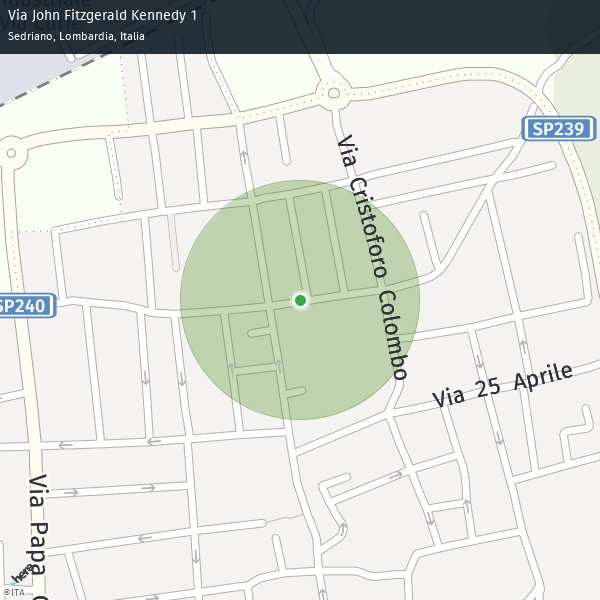 Via John Fitzgerald Kennedy 1
Sedriano, Lombardia, Italia
SP239
Via Cristoforo Colombo
SP240
Via 25 Aprile
Via Papa
here
©ITA